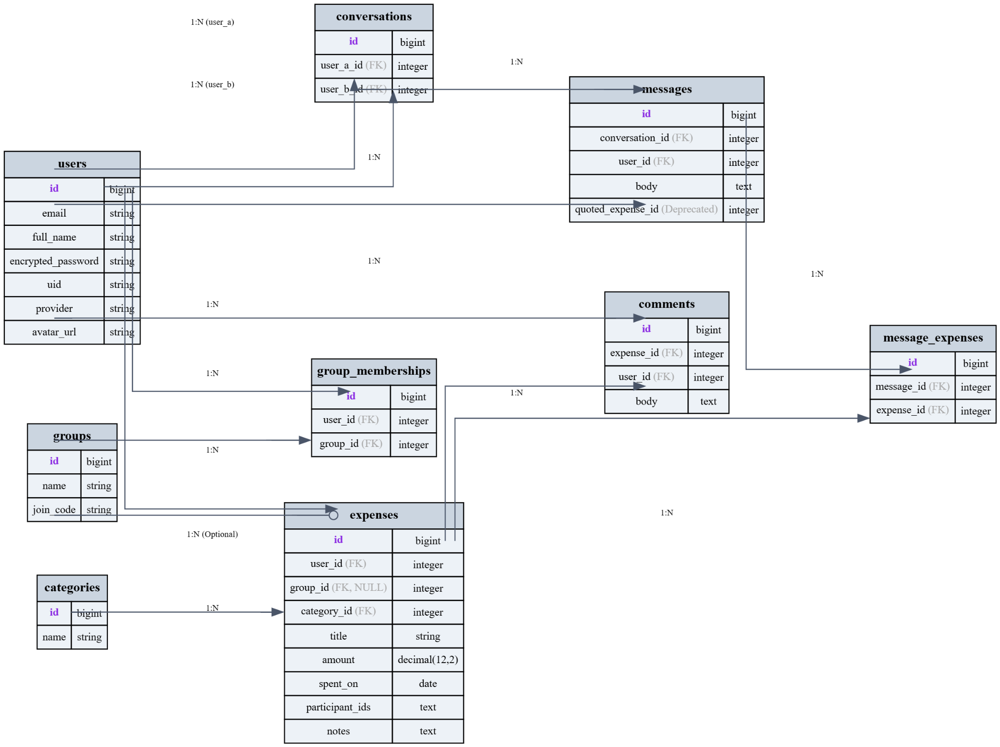 1:N (user_a)
1:N (user_b)
conversations
id bigint
user_a_id (FK) integer
user_b_id (FK) integer
1:N
messages
id bigint
conversation_id (FK) integer
user_id (FK) integer
body text
quoted_expense_id (Deprecated) integer
users
id bigint
email string
full_name string
encrypted_password string
uid string
provider string
avatar_url string
1:N
1:N
1:N
1:N
comments
id bigint
expense_id (FK) integer
user_id (FK) integer
body text
message_expenses
id bigint
message_id (FK) integer
expense_id (FK) integer
1:N
group_memberships
id bigint
user_id (FK) integer
group_id (FK) integer
1:N
groups
id bigint
name string
join_code string
1:N
1:N
1:N (Optional)
expenses
id bigint
user_id (FK) integer
group_id (FK, NULL) integer
category_id (FK) integer
title string
amount decimal(12,2)
spent_on date
participant_ids text
notes text
categories
id bigint
name string
1:N